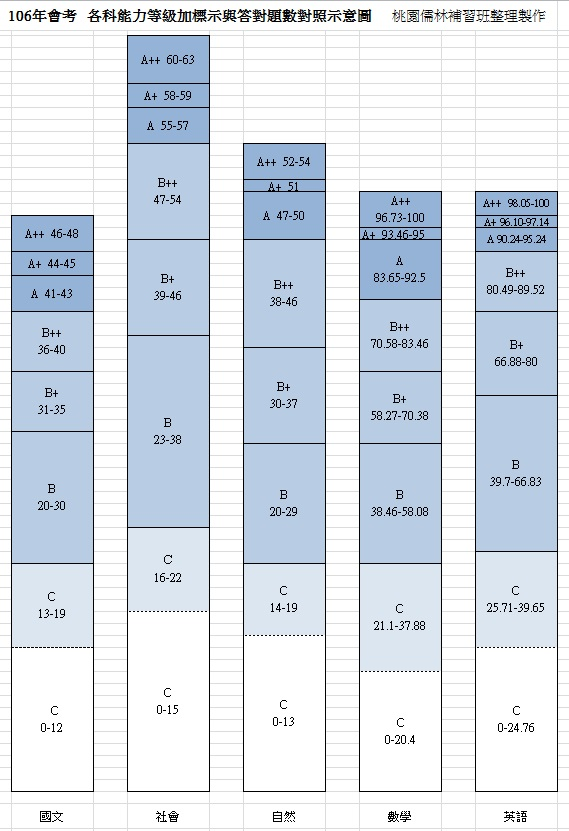 106年會考 各科能力等級加標示與答對題數對照示意圖 桃園儒林補習班整理製作
A++ 46-48
A+ 44-45
A 41-43
B++
36-40
B+
31-35
B
20-30
C
13-19
C
0-12
國文
A++ 60-63
A+ 58-59
A 55-57
B++
47-54
B+
39-46
B
23-38
C
16-22
C
0-15
社會
A++ 52-54
A+ 51
A 47-50
B++
38-46
B+
30-37
B
20-29
C
14-19
C
0-13
自然
A++
96.73-100
A+ 93.46-95
A
83.65-92.5
B++
70.58-83.46
B+
58.27-70.38
B
38.46-58.08
C
21.1-37.88
C
0-20.4
數學
A++ 98.05-100
A+ 96.10-97.14
A 90.24-95.24
B++
80.49-89.52
B+
66.88-80
B
39.7-66.83
C
25.71-39.65
C
0-24.76
英語